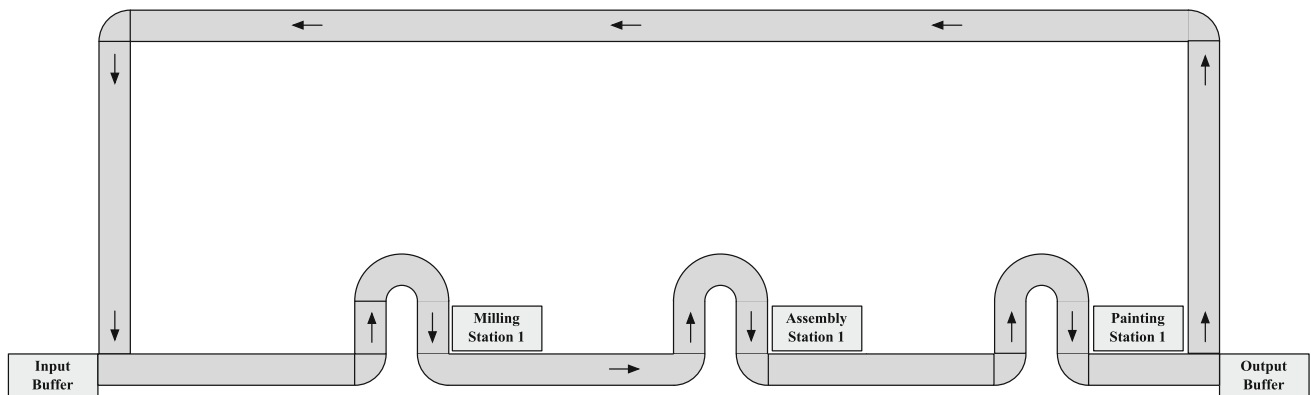 Milling
Station 1
Assembly
Station 1
Painting
Station 1
Input
Buffer
Output
Buffer